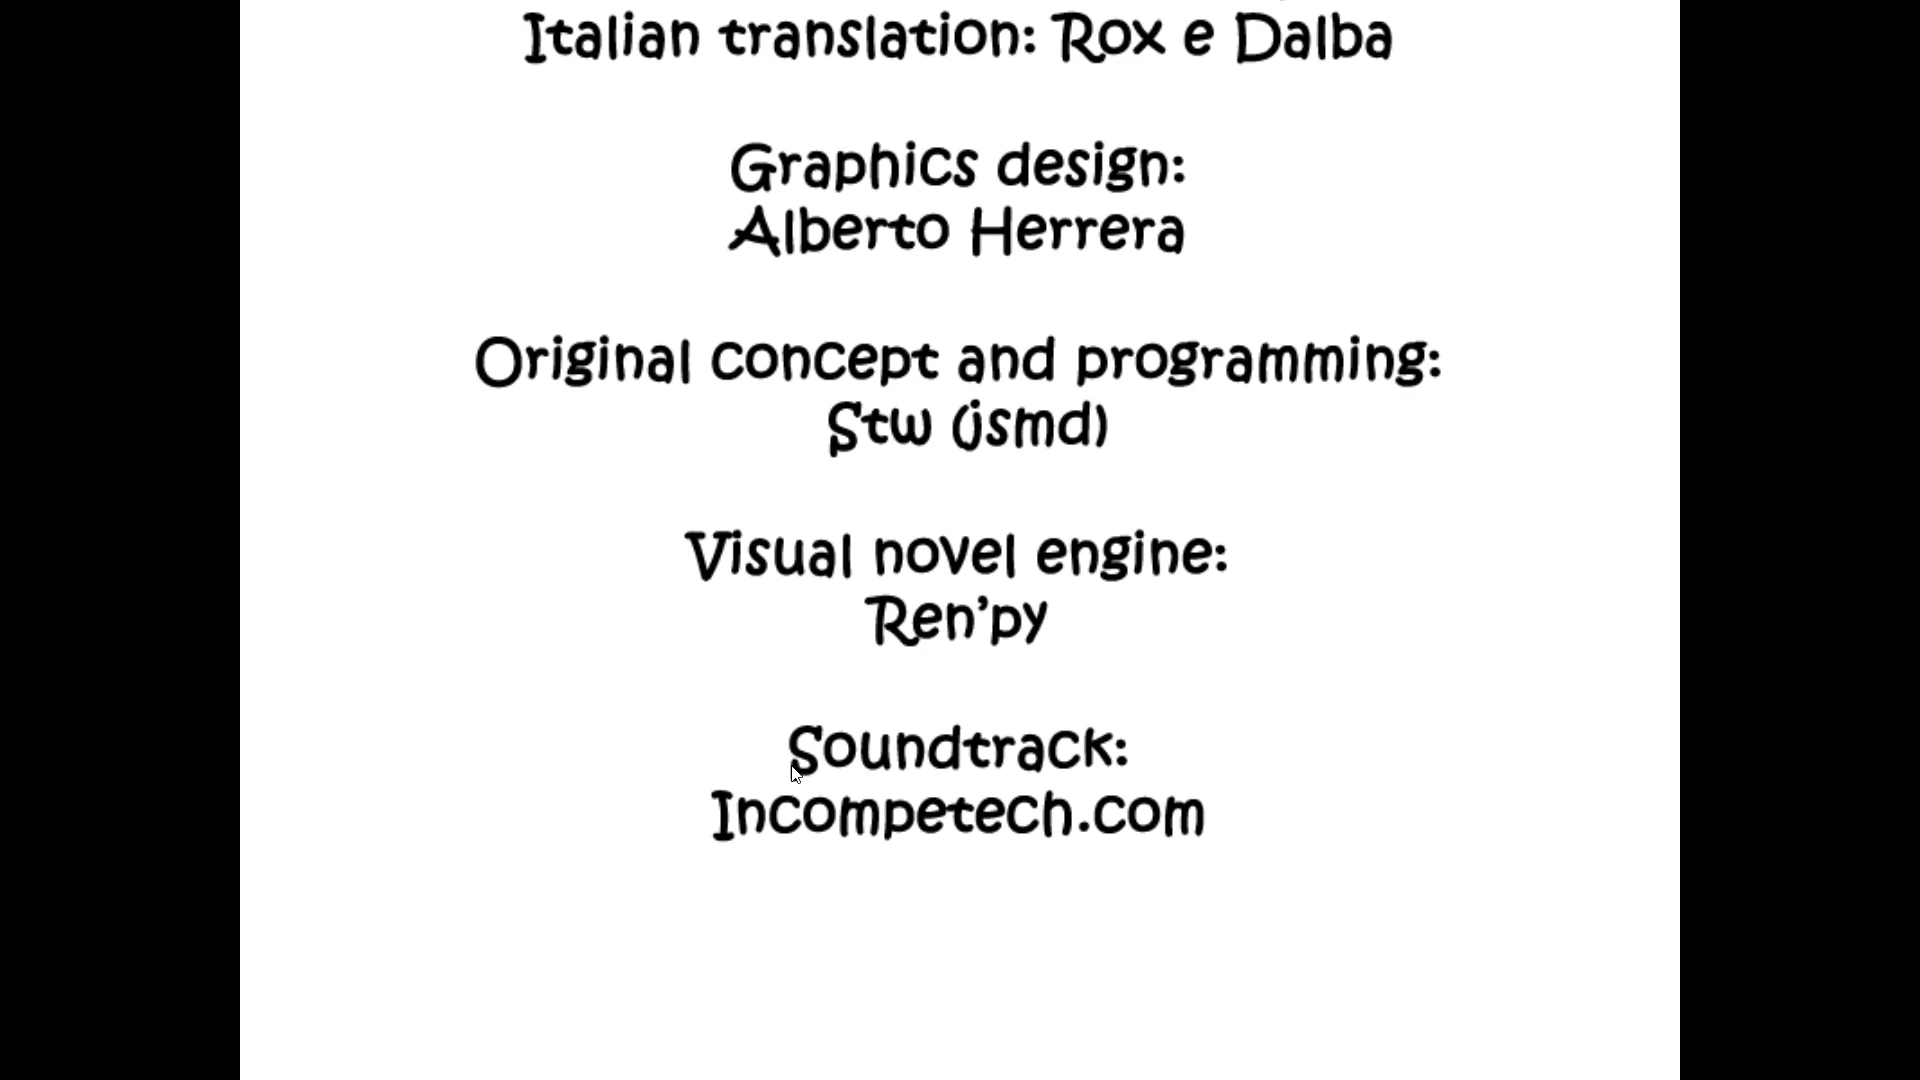 Italian translation: Rox e Dalba
Graphics design:
Alberto Herrera
Original concept and programming:
Stw (jsmd)
Visual novel engine:
Ren’py
Soundtrack:
Incompetech.com